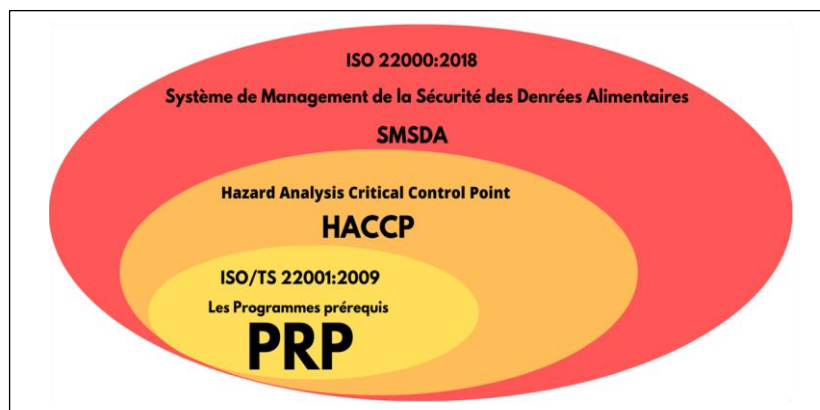 ISO 22000:2018
Système de Management de la Sécurité des Denrées Alimentaires
SMSDA
Hazard Analysis Critical Control Point
HACCP
ISO/TS 22001:2009
Les Programmes prérequis
PRP